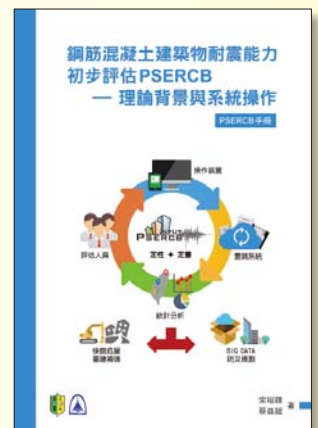 鋼筋混凝土建築物耐震能力
初步評估PSERCB
— 理論背景與系統操作
PSERCB手冊
操作裝置
評估人員
PSERCB
定性 + 定量
雲端系統
統計分析
快篩危屋
重建補強
BIG DATA
防災規劃
宋裕祺
蔡益超 著